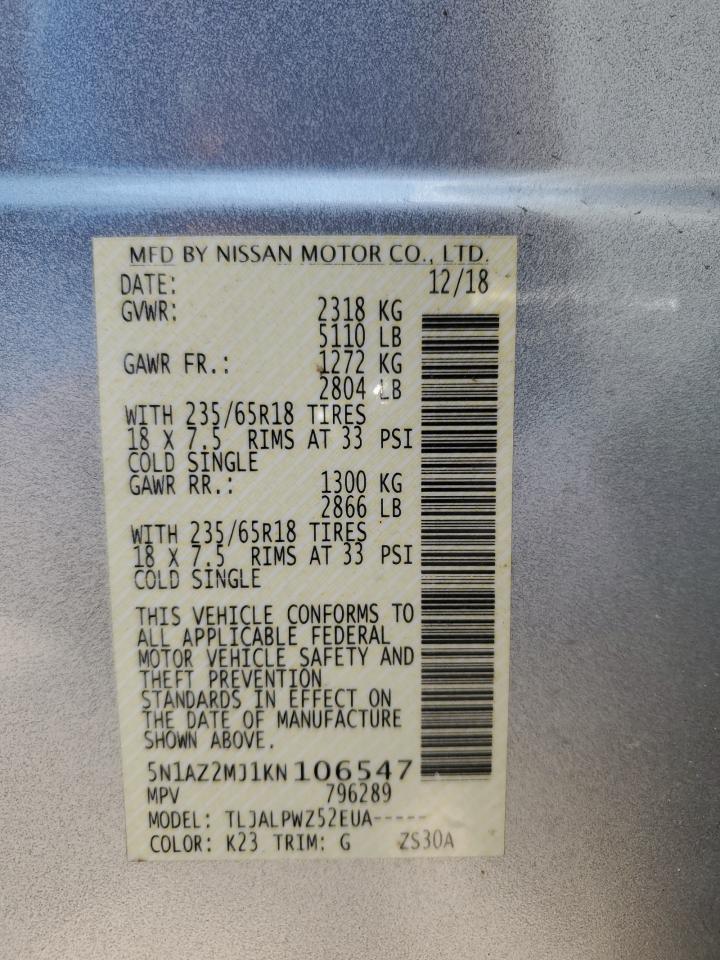 MFD BY NISSAN MOTOR CO., LTD.
DATE: 12/18
GVWR: 2318 KG
5110 LB
GAWR FR.: 1272 KG
2804 LB
WITH 235/65R18 TIRES
18 X 7.5 RIMS AT 33 PSI
COLD SINGLE
GAWR RR.: 1300 KG
2866 LB
WITH 235/65R18 TIRES
18 X 7.5 RIMS AT 33 PSI
COLD SINGLE
THIS VEHICLE CONFORMS TO
ALL APPLICABLE FEDERAL
MOTOR VEHICLE SAFETY AND
THEFT PREVENTION
STANDARDS IN EFFECT ON
THE DATE OF MANUFACTURE
SHOWN ABOVE.
5N1AZ2MJ1KN106547
MPV 796289
MODEL: TLJALPWZ52EUA-----
COLOR: K23 TRIM: G ZS30A